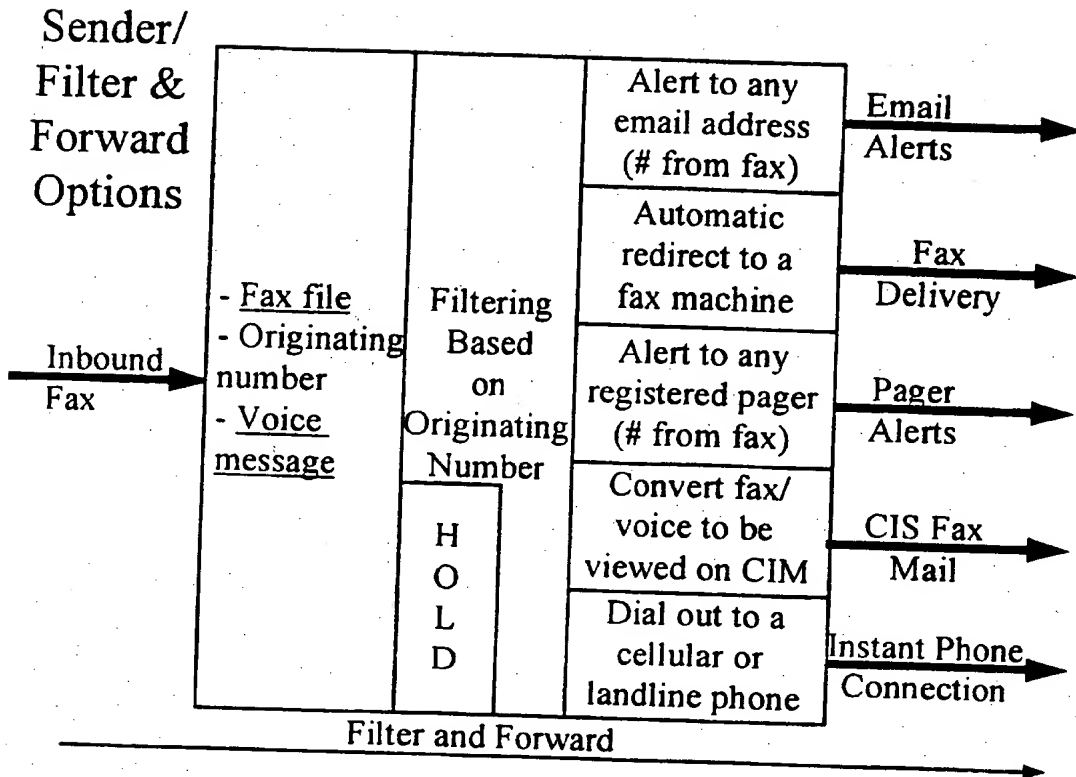 Sender/
Filter &
Forward
Options
Inbound
Fax
- Fax file
- Originating
number
- Voice
message
Filtering
Based
on
Originating
Number
H
O
L
D
Alert to any
email address
(# from fax)
Automatic
redirect to a
fax machine
Alert to any
registered pager
(# from fax)
Convert fax/
voice to be
viewed on CIM
Dial out to a
cellular or
landline phone
Email
Alerts
Fax
Delivery
Pager
Alerts
CIS Fax
Mail
Instant Phone
Connection
Filter and Forward